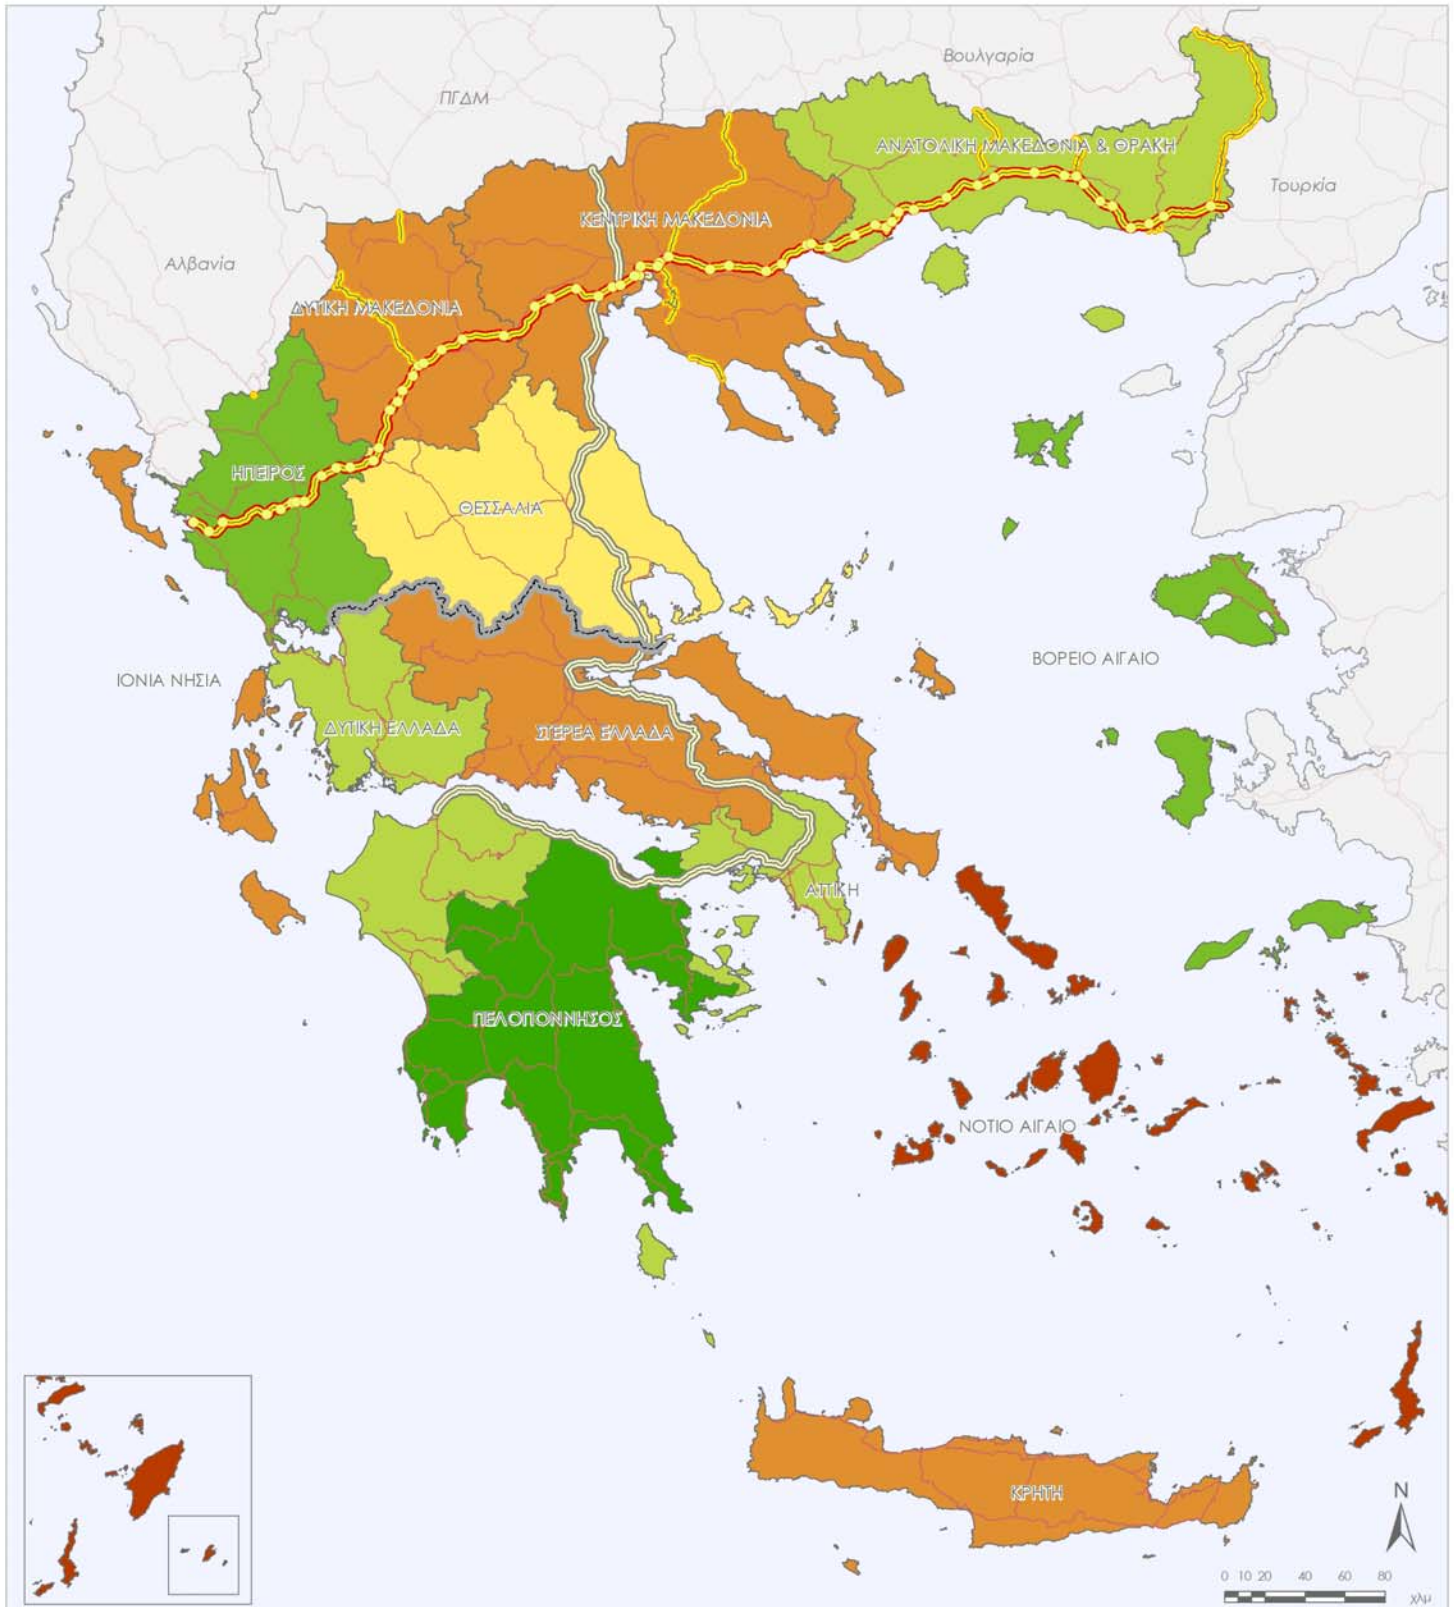 Βουλγαρία
ΠΓΔΜ
ΑΝΑΤΟΛΙΚΗ ΜΑΚΕΔΟΝΙΑ & ΘΡΑΚΗ
Τουρκία
ΚΕΝΤΡΙΚΗ ΜΑΚΕΔΟΝΙΑ
Αλβανία
ΔΥΤΙΚΗ ΜΑΚΕΔΟΝΙΑ
ΗΠΕΙΡΟΣ
ΘΕΣΣΑΛΙΑ
ΒΟΡΕΙΟ ΑΙΓΑΙΟ
ΙΟΝΙΑ ΝΗΣΙΑ
ΔΥΤΙΚΗ ΕΛΛΑΔΑ
ΣΤΕΡΕΑ ΕΛΛΑΔΑ
ΑΤΤΙΚΗ
ΠΕΛΟΠΟΝΝΗΣΟΣ
ΝΟΤΙΟ ΑΙΓΑΙΟ
ΚΡΗΤΗ
N
0 10 20 40 60 80
χλμ